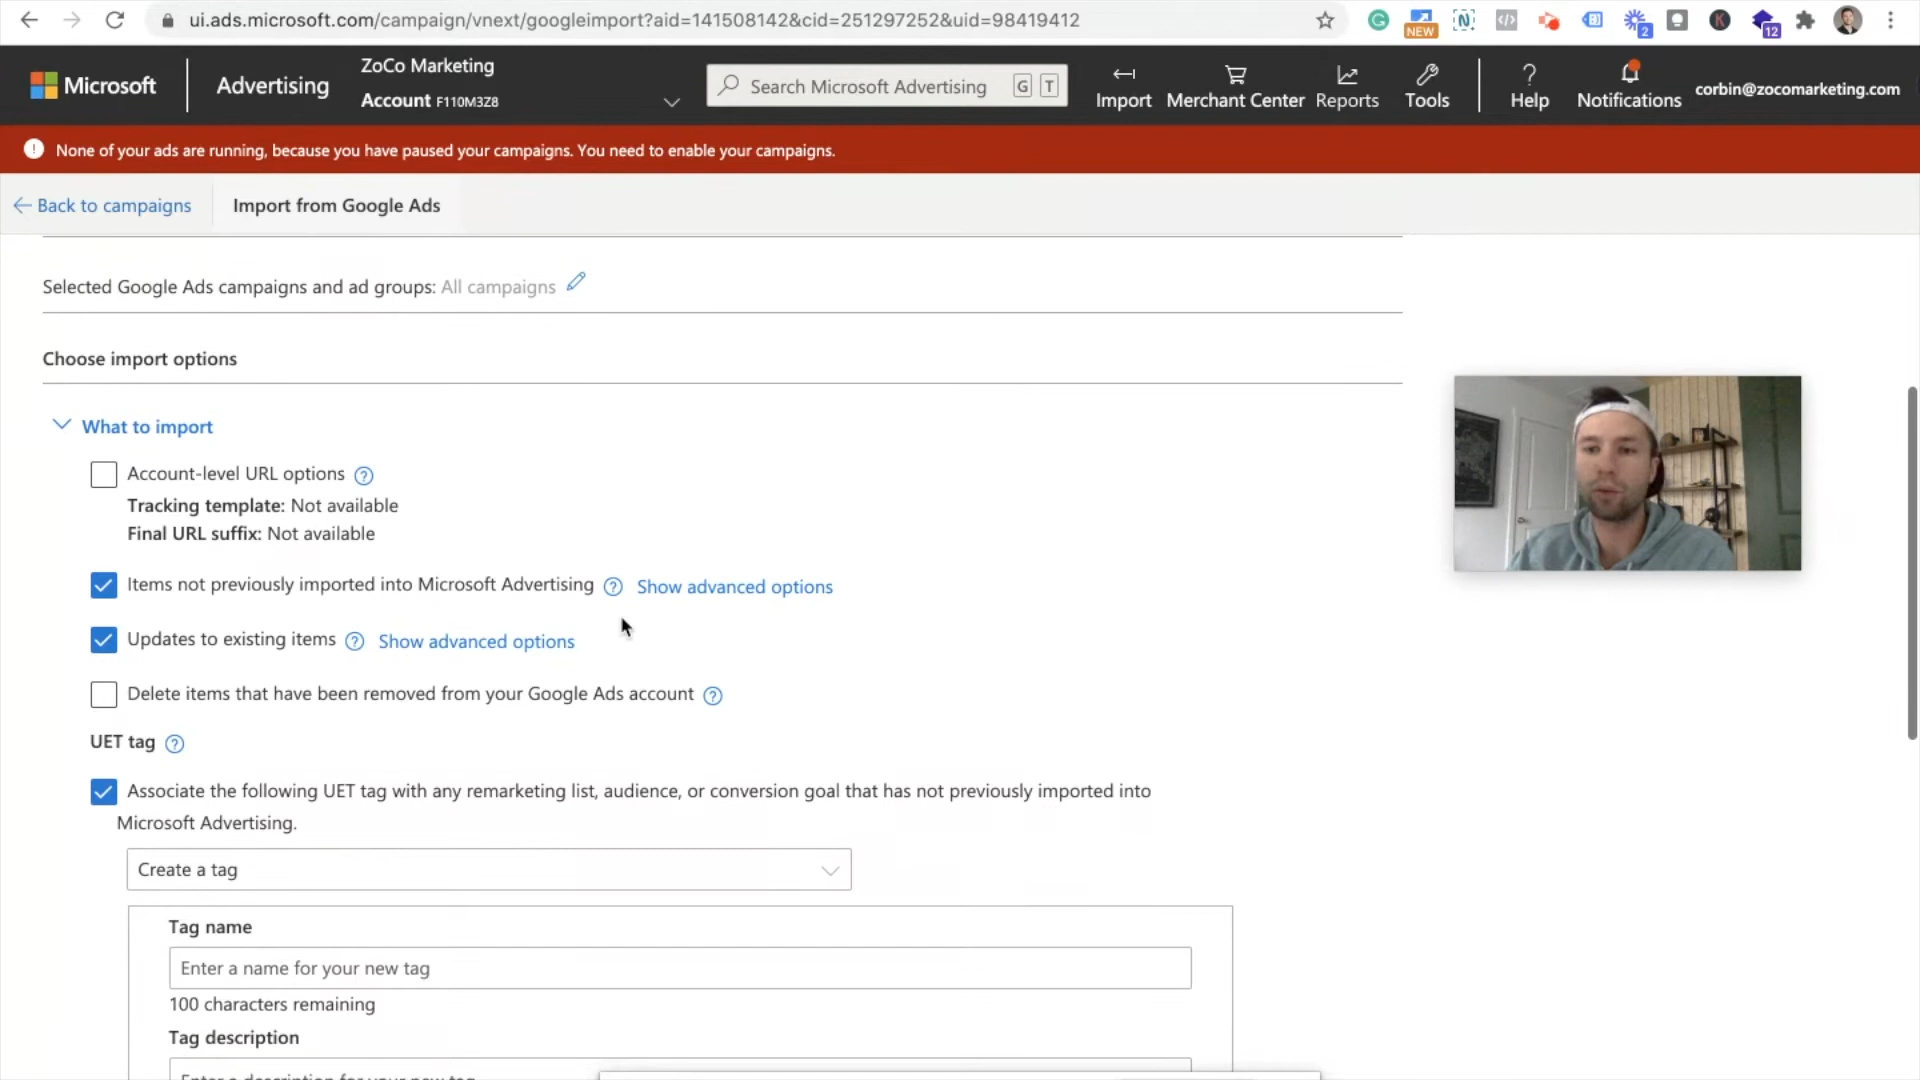 ui.ads.microsoft.com/campaign/vnext/googleimport?aid=141508142&cid=251297252&uid=98419412
NEW
2
K
12
Microsoft
Advertising
ZoCo Marketing
Account F110M3Z8
Search Microsoft Advertising
G T
Import
Merchant Center
Reports
Tools
?
Help
Notifications
corbin@zocomarketing.com
None of your ads are running, because you have paused your campaigns. You need to enable your campaigns.
Back to campaigns
Import from Google Ads
Selected Google Ads campaigns and ad groups: All campaigns
Choose import options
What to import
Account-level URL options ?
Tracking template: Not available
Final URL suffix: Not available
Items not previously imported into Microsoft Advertising ? Show advanced options
Updates to existing items ? Show advanced options
Delete items that have been removed from your Google Ads account ?
UET tag ?
Associate the following UET tag with any remarketing list, audience, or conversion goal that has not previously imported into
Microsoft Advertising.
Create a tag
Tag name
Enter a name for your new tag
100 characters remaining
Tag description
Enter a description for your new tag